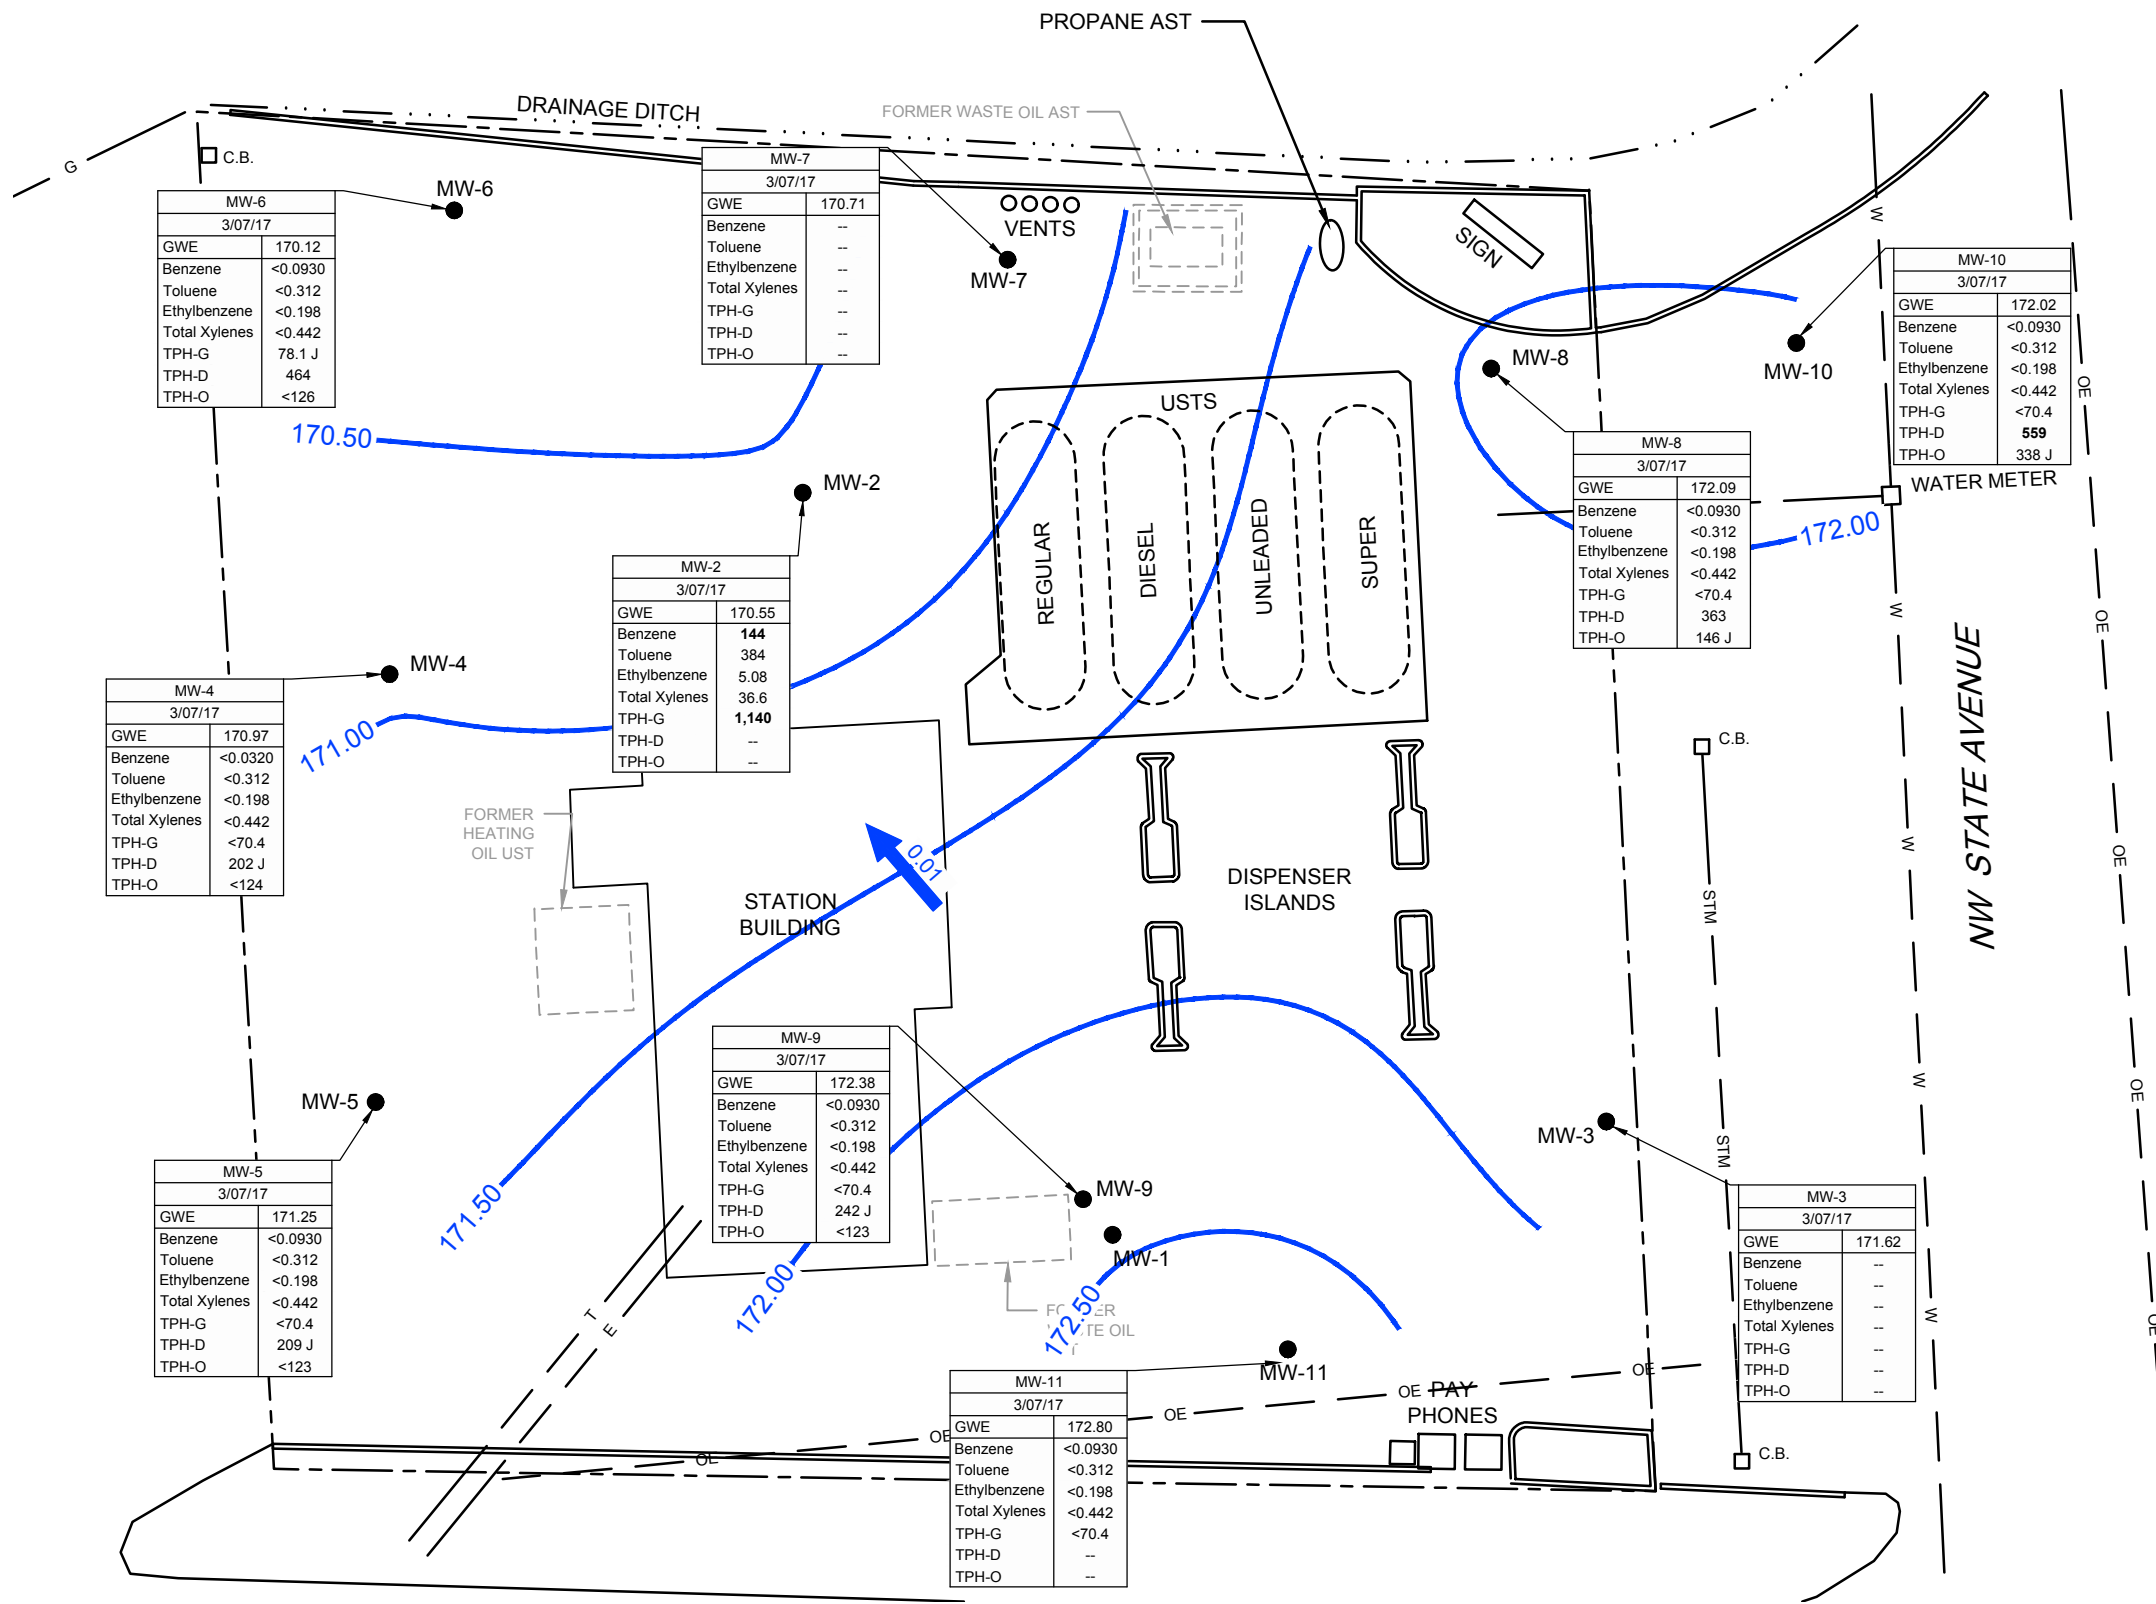 PROPANE AST
DRAINAGE DITCH
FORMER WASTE OIL AST
G
C.B.
MW-6
3/07/17
GWE 170.12
Benzene <0.0930
Toluene <0.312
Ethylbenzene <0.198
Total Xylenes <0.442
TPH-G 78.1 J
TPH-D 464
TPH-O <126
MW-6
MW-7
3/07/17
GWE 170.71
Benzene --
Toluene --
Ethylbenzene --
Total Xylenes --
TPH-G --
TPH-D --
TPH-O --
VENTS
MW-7
SIGN
W
MW-10
3/07/17
GWE 172.02
Benzene <0.0930
Toluene <0.312
Ethylbenzene <0.198
Total Xylenes <0.442
TPH-G <70.4
TPH-D 559
TPH-O 338 J
MW-8
MW-10
OE
USTS
170.50
MW-8
3/07/17
GWE 172.09
Benzene <0.0930
Toluene <0.312
Ethylbenzene <0.198
Total Xylenes <0.442
TPH-G <70.4
TPH-D 363
TPH-O 146 J
WATER METER
172.00
MW-2
MW-2
3/07/17
GWE 170.55
Benzene 144
Toluene 384
Ethylbenzene 5.08
Total Xylenes 36.6
TPH-G 1,140
TPH-D --
TPH-O --
REGULAR
DIESEL
UNLEADED
SUPER
W
OE
MW-4
MW-4
3/07/17
GWE 170.97
Benzene <0.0320
Toluene <0.312
Ethylbenzene <0.198
Total Xylenes <0.442
TPH-G <70.4
TPH-D 202 J
TPH-O <124
171.00
C.B.
NW STATE AVENUE
FORMER
HEATING
OIL UST
0.01
STATION
BUILDING
DISPENSER
ISLANDS
W
OE
STM
MW-5
MW-5
3/07/17
GWE 171.25
Benzene <0.0930
Toluene <0.312
Ethylbenzene <0.198
Total Xylenes <0.442
TPH-G <70.4
TPH-D 209 J
TPH-O <123
MW-9
3/07/17
GWE 172.38
Benzene <0.0930
Toluene <0.312
Ethylbenzene <0.198
Total Xylenes <0.442
TPH-G <70.4
TPH-D 242 J
TPH-O <123
W
OE
MW-3
STM
171.50
MW-9
MW-1
MW-3
3/07/17
GWE 171.62
Benzene --
Toluene --
Ethylbenzene --
Total Xylenes --
TPH-G --
TPH-D --
TPH-O --
172.00
172.50
T
E
OIL
W
OE
MW-11
MW-11
3/07/17
GWE 172.80
Benzene <0.0930
Toluene <0.312
Ethylbenzene <0.198
Total Xylenes <0.442
TPH-G <70.4
TPH-D --
TPH-O --
OE
OE
OE
PAY
PHONES
C.B.